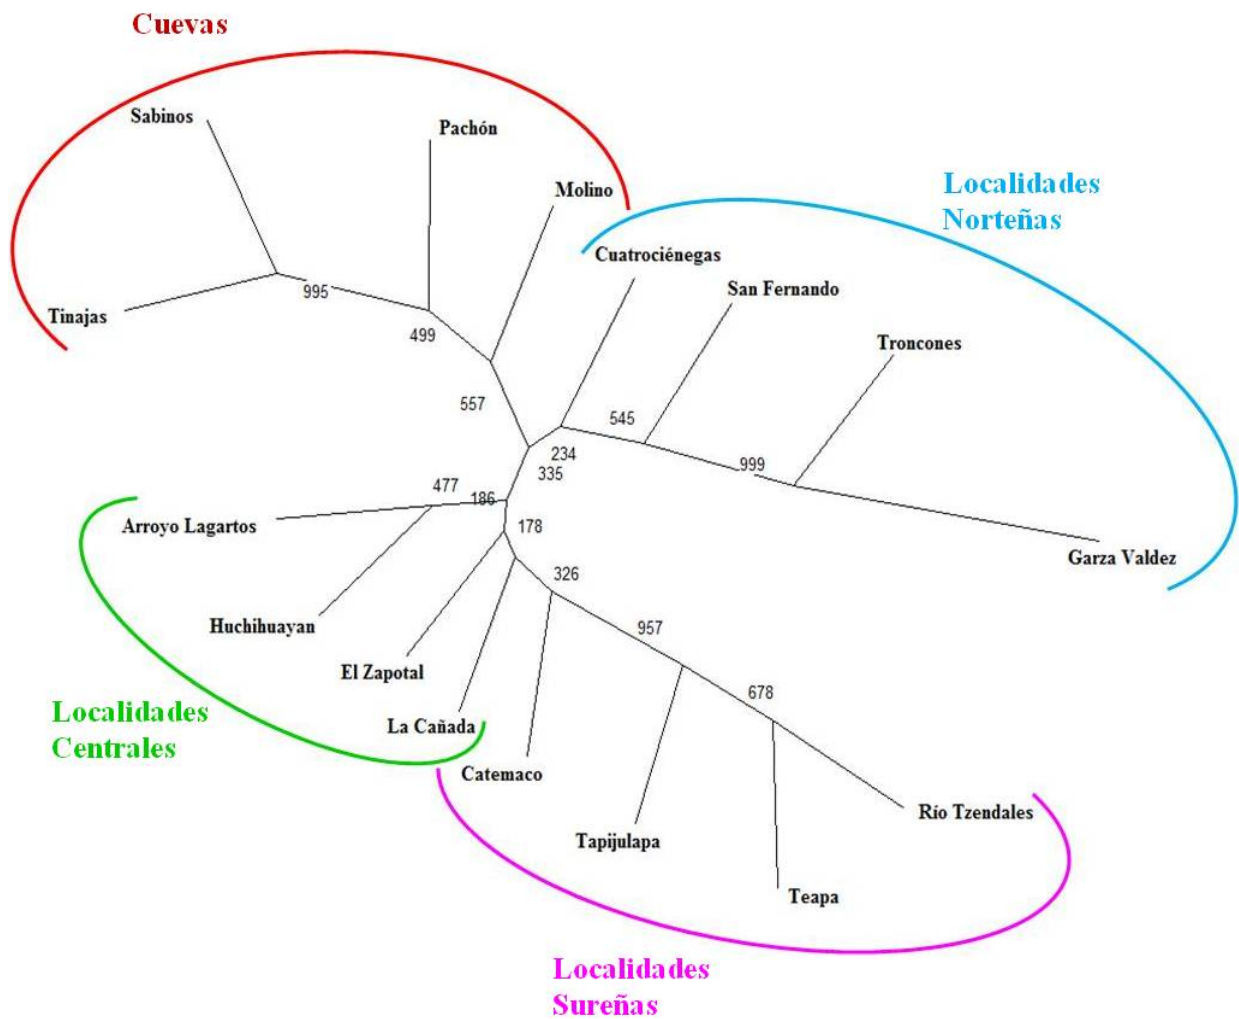 Cuevas
Sabinos
Pachón
Molino
Localidades
Norteñas
Cuatrociénegas
San Fernando
Tinajas
995
499
Troncones
557
545
234
999
335
477
186
Arroyo Lagartos
178
Garza Valdez
326
Huchihuayan
957
El Zapotal
678
Localidades
Centrales
La Cañada
Catemaco
Río Tzendales
Tapijulapa
Teapa
Localidades
Sureñas